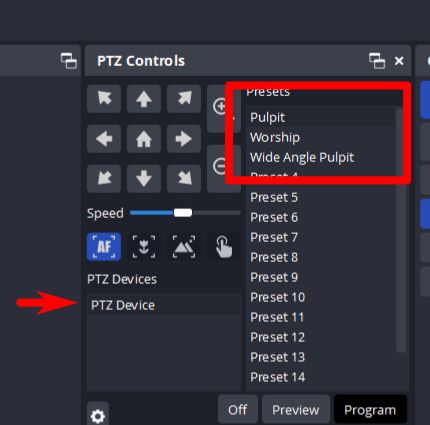 PTZ Controls
Presets
Pulpit
Worship
Wide Angle Pulpit
Preset 4
Preset 5
Preset 6
Preset 7
Preset 8
Preset 9
Preset 10
Preset 11
Preset 12
Preset 13
Preset 14
Speed
AF
PTZ Devices
PTZ Device
Off
Preview
Program